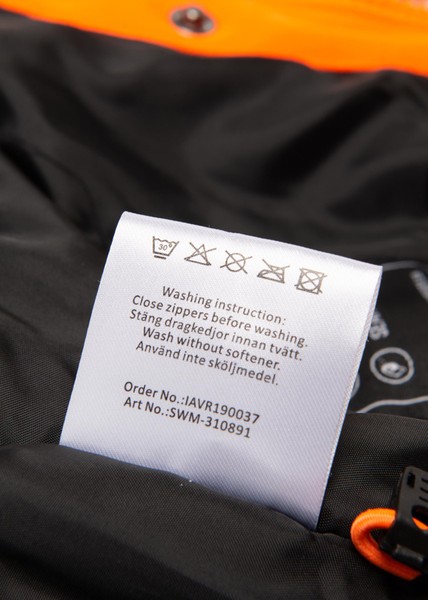 30°
Washing instruction:
Close zippers before washing.
Stäng dragkedjor innan tvätt.
Wash without softener.
Använd inte sköljmedel.
Order No.:IAVR190037
Art No.:SWM-310891